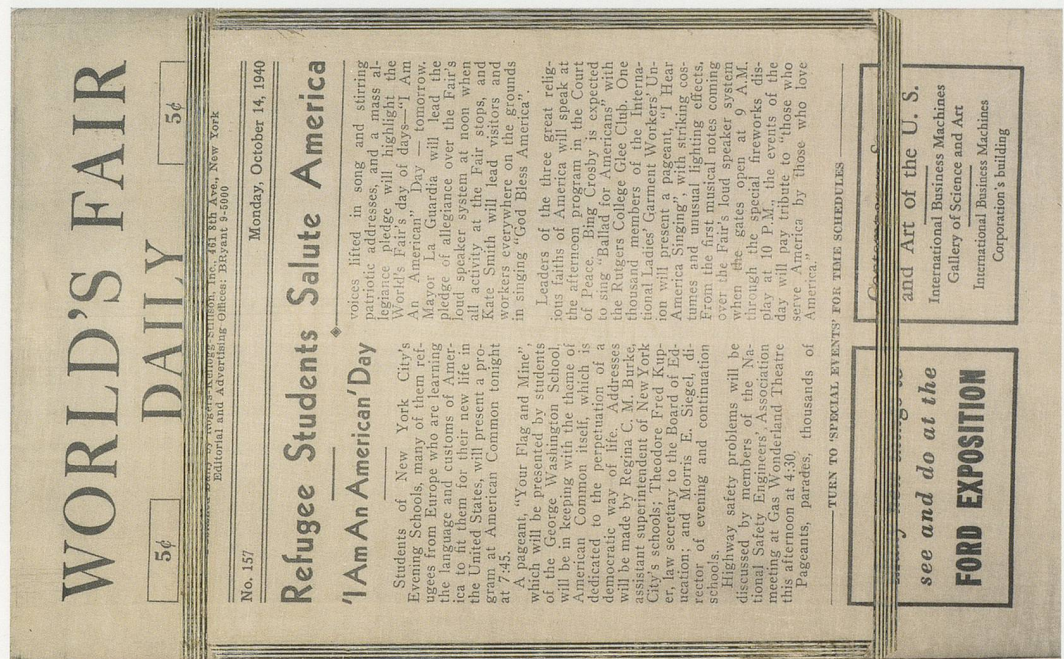 WORLD'S FAIR
5¢ DAILY 5¢
Daily by Rogers-Kellogg-Stillson, Inc., 461 8th Ave., New York
Editorial and Advertising Offices: BRyant 9-5000
No. 157 Monday, October 14, 1940
Refugee Students Salute America
'I Am An American' Day
Students of New York City's
Evening Schools, many of them ref-
ugees from Europe who are learning
the language and customs of Amer-
ica to fit them for their new life in
the United States, will present a pro-
gram at American Common tonight
at 7:45.
A pageant, "Your Flag and Mine",
which will be presented by students
of the George Washington School,
will be in keeping with the theme of
American Common itself, which is
dedicated to the perpetuation of a
democratic way of life. Addresses
will be made by Regina C. M. Burke,
assistant superintendent of New York
City's schools; Theodore Fred Kup-
er, law secretary to the Board of Ed-
ucation; and Morris E. Siegel, di-
rector of evening and continuation
schools.
Highway safety problems will be
discussed by members of the Na-
tional Safety Engineers' Association
meeting at Gas Wonderland Theatre
this afternoon at 4:30.
Pageants, parades, thousands of
voices lifted in song and stirring
patriotic addresses, and a mass al-
legiance pledge will highlight the
World's Fair's day of days—"I Am
An American" Day — tomorrow.
Mayor La Guardia will lead the
pledge of allegiance over the Fair's
loud speaker system at noon when
all activity at the Fair stops, and
Kate Smith will lead visitors and
workers everywhere on the grounds
in singing "God Bless America".
Leaders of the three great relig-
ious faiths of America will speak at
the afternoon program in the Court
of Peace. Bing Crosby is expected
to sing "Ballad for Americans" with
the Rutgers College Glee Club. One
thousand members of the Interna-
tional Ladies' Garment Workers' Un-
ion will present a pageant, "I Hear
America Singing", with striking cos-
tumes and unusual lighting effects.
From the first musical notes coming
over the Fair's loud speaker system
when the gates open at 9 A.M.
through the special fireworks dis-
play at 10 P.M., the events of the
day will pay tribute to "those who
serve America by those who love
America."
TURN TO 'SPECIAL EVENTS' FOR TIME SCHEDULES
see and do at the
FORD EXPOSITION
and Art of the U. S.
International Business Machines
Gallery of Science and Art
International Business Machines
Corporation's building